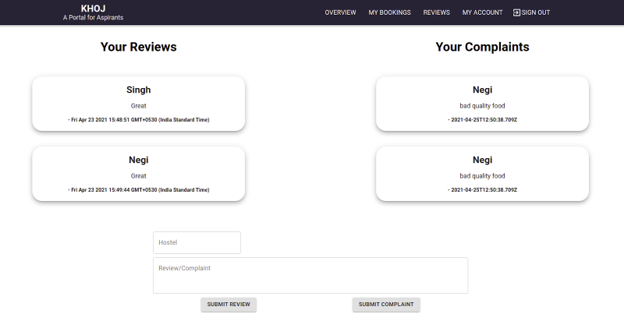 KHOJ
A Portal for Aspirants
OVERVIEW MY BOOKINGS REVIEWS MY ACCOUNT SIGN OUT
Your Reviews
Singh
Great
- Fri Apr 23 2021 15:48:51 GMT+0530 (India Standard Time)
Negi
Great
- Fri Apr 23 2021 15:49:44 GMT+0530 (India Standard Time)
Your Complaints
Negi
bad quality food
- 2021-04-25T12:50:38.709Z
Negi
bad quality food
- 2021-04-25T12:50:38.709Z
Hostel
Review/Complaint
SUBMIT REVIEW SUBMIT COMPLAINT